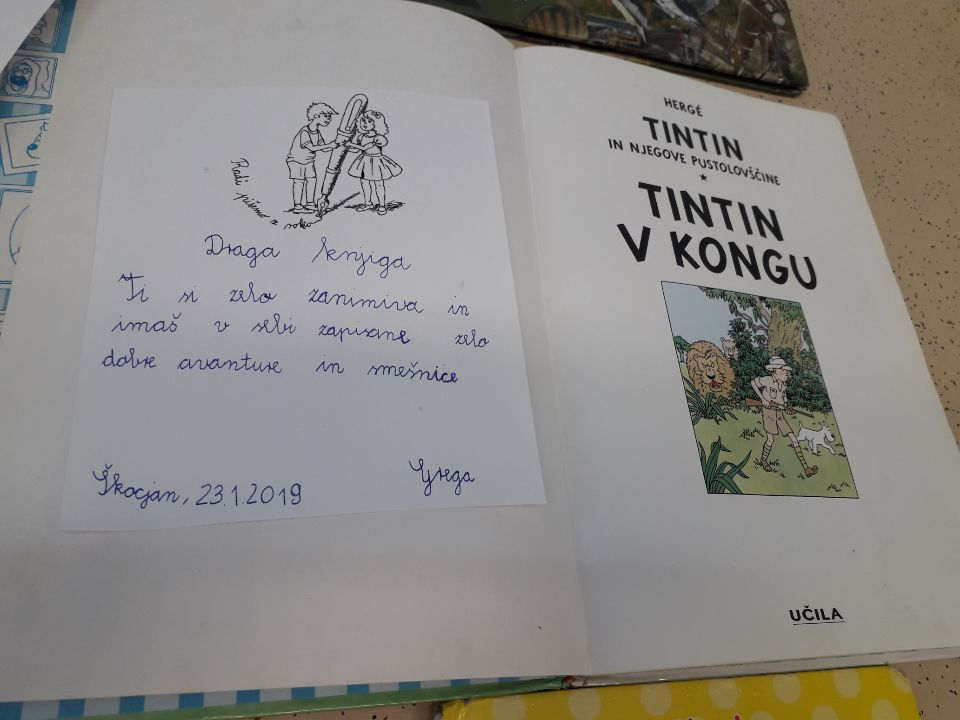 Radi pišemo z roko
Draga knjiga
Ti si zelo zanimiva in
imaš v sebi zapisane zelo
dobre avanture in smešnice
Škocjan, 23.1.2019
Grega
HERGÉ
TINTIN
IN NJEGOVE PUSTOLOVŠČINE
TINTIN
V KONGU
UČILA